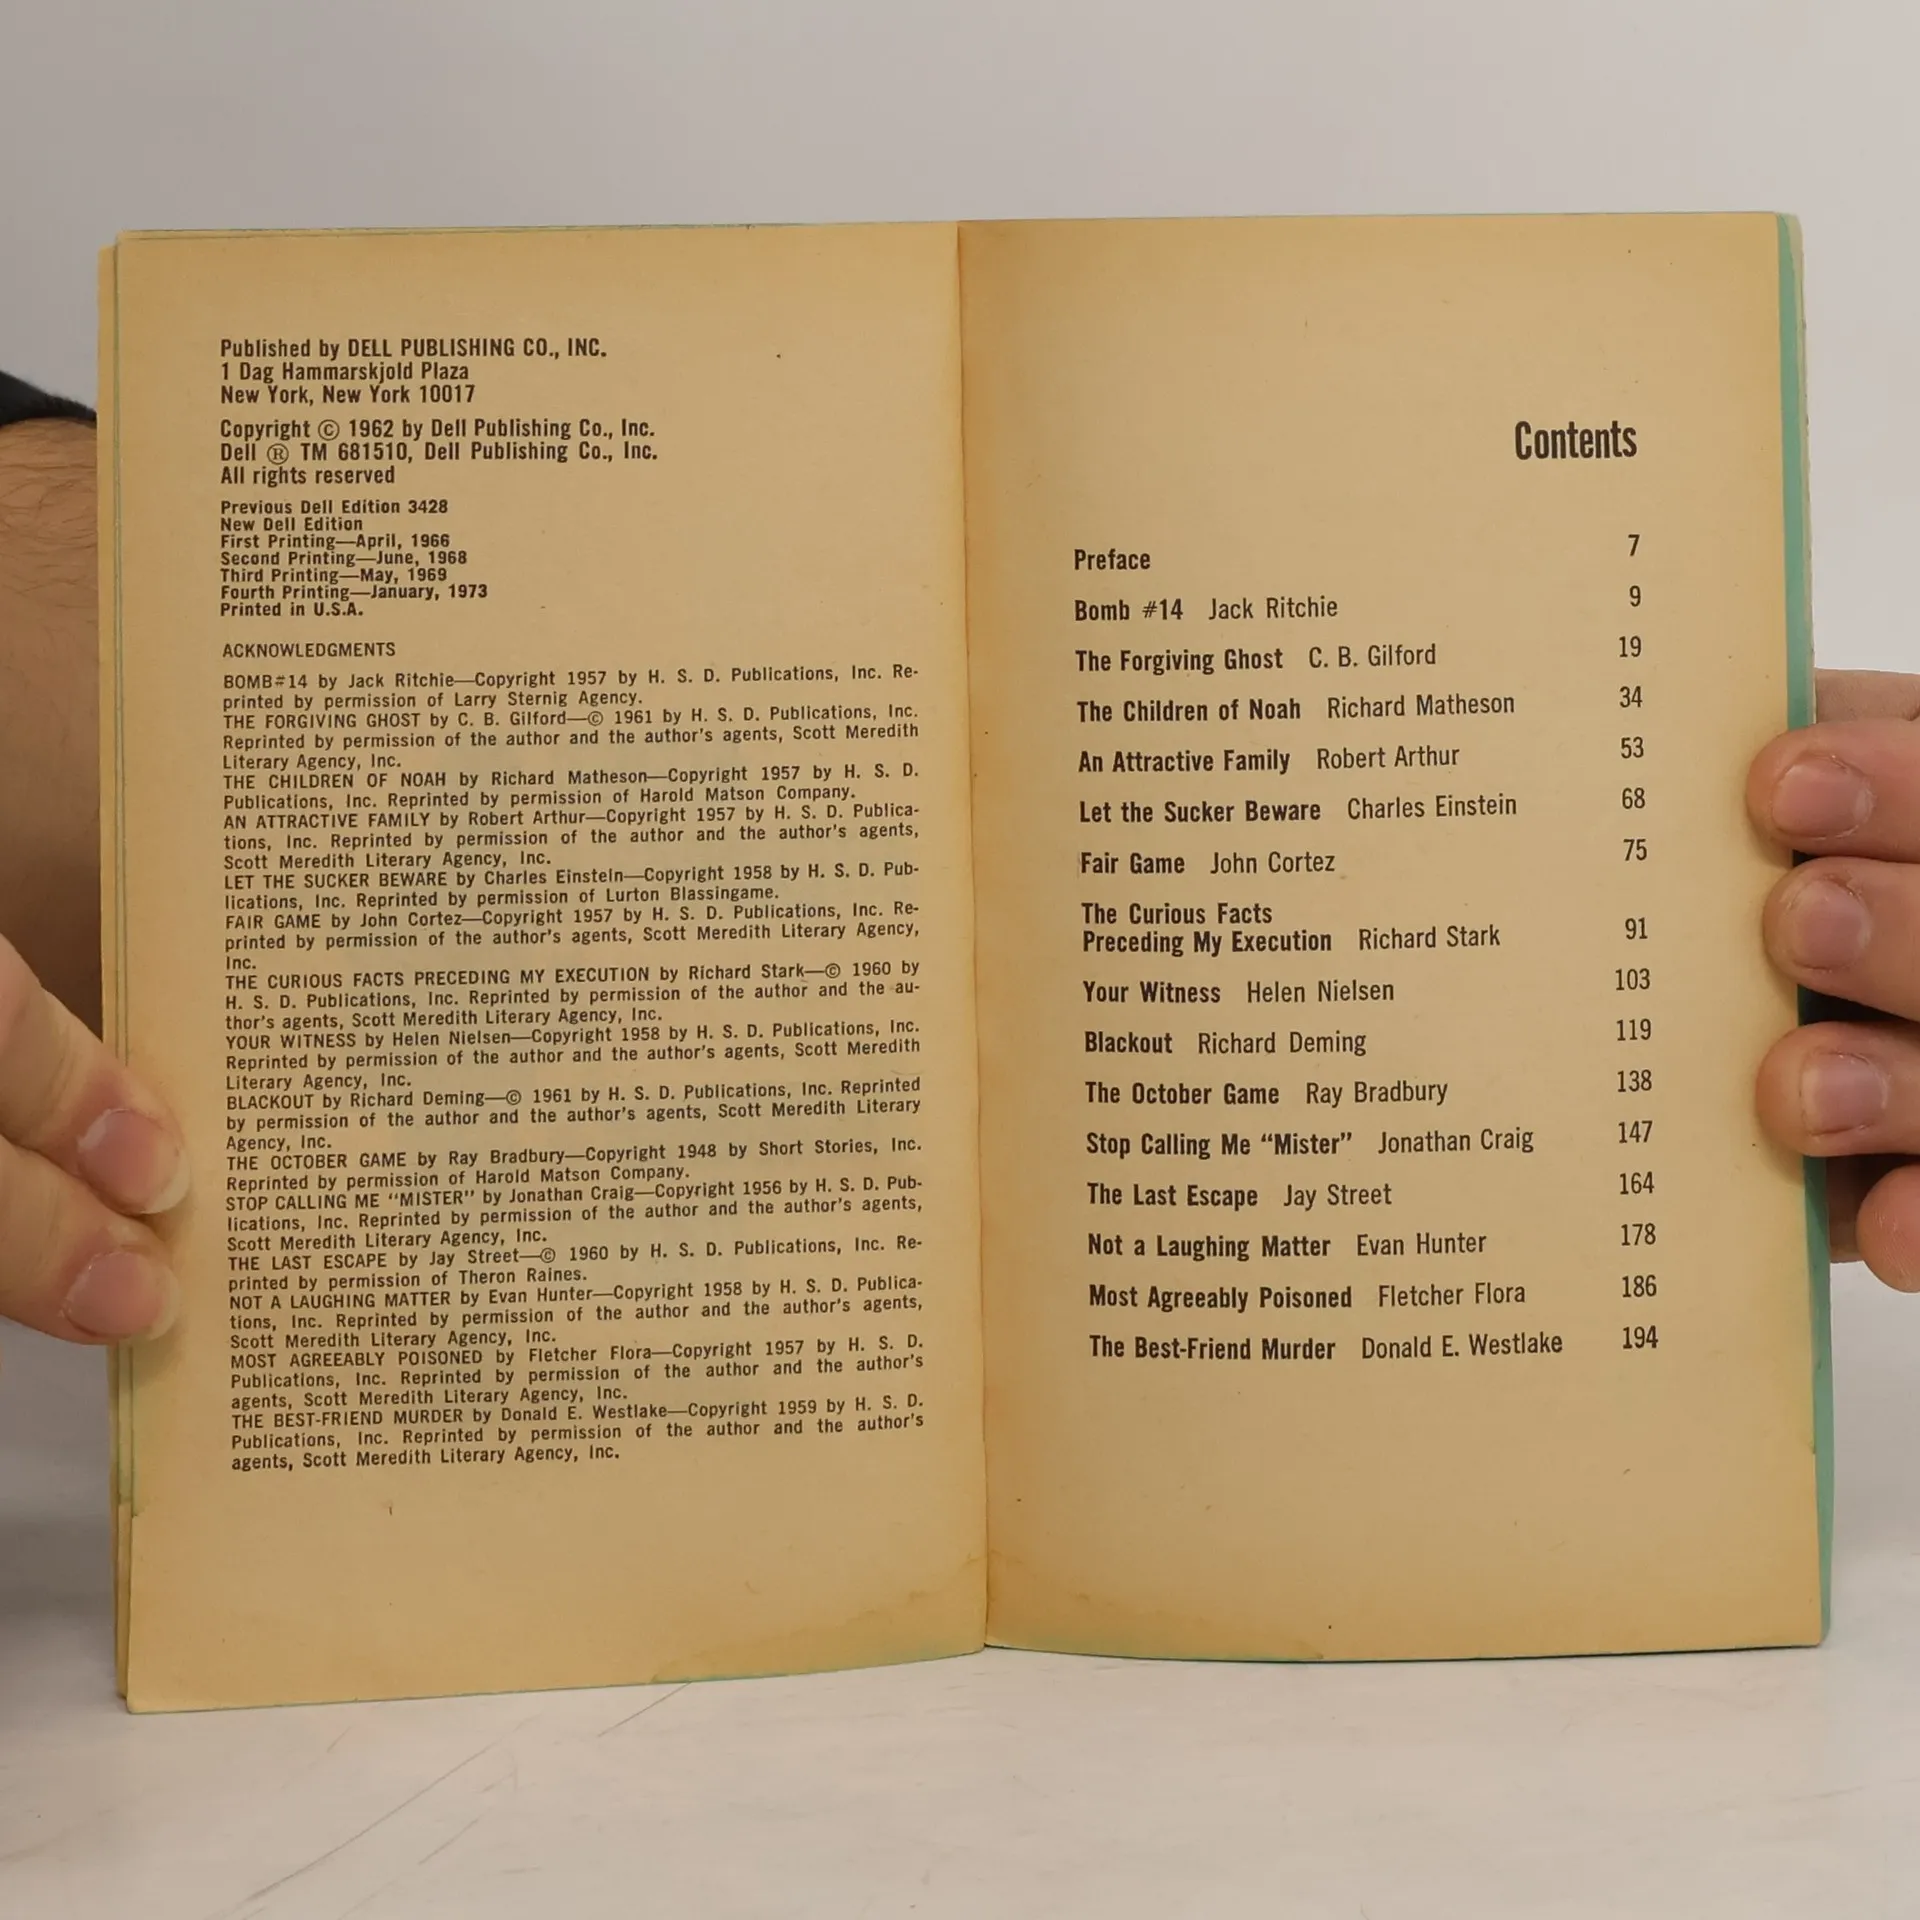 Published by DELL PUBLISHING CO., INC.
1 Dag Hammarskjold Plaza
New York, New York 10017
Copyright © 1962 by Dell Publishing Co., Inc.
Dell ® TM 681510, Dell Publishing Co., Inc.
All rights reserved
Previous Dell Edition 3428
New Dell Edition
First Printing—April, 1966
Second Printing—June, 1968
Third Printing—May, 1969
Fourth Printing—January, 1973
Printed in U.S.A.
ACKNOWLEDGMENTS
BOMB#14 by Jack Ritchie—Copyright 1957 by H. S. D. Publications, Inc. Re-
printed by permission of Larry Sternig Agency.
THE FORGIVING GHOST by C. B. Gilford—© 1961 by H. S. D. Publications, Inc.
Reprinted by permission of the author and the author's agents, Scott Meredith
Literary Agency, Inc.
THE CHILDREN OF NOAH by Richard Matheson—Copyright 1957 by H. S. D.
Publications, Inc. Reprinted by permission of Harold Matson Company.
AN ATTRACTIVE FAMILY by Robert Arthur—Copyright 1957 by H. S. D. Publica-
tions, Inc. Reprinted by permission of the author and the author's agents,
Scott Meredith Literary Agency, Inc.
LET THE SUCKER BEWARE by Charles Einstein—Copyright 1958 by H. S. D. Pub-
lications, Inc. Reprinted by permission of Lurton Blassingame.
FAIR GAME by John Cortez—Copyright 1957 by H. S. D. Publications, Inc. Re-
printed by permission of the author's agents, Scott Meredith Literary Agency,
Inc.
THE CURIOUS FACTS PRECEDING MY EXECUTION by Richard Stark—© 1960 by
H. S. D. Publications, Inc. Reprinted by permission of the author and the au-
thor's agents, Scott Meredith Literary Agency, Inc.
YOUR WITNESS by Helen Nielsen—Copyright 1958 by H. S. D. Publications, Inc.
Reprinted by permission of the author and the author's agents, Scott Meredith
Literary Agency, Inc.
BLACKOUT by Richard Deming—© 1961 by H. S. D. Publications, Inc. Reprinted
by permission of the author and the author's agents, Scott Meredith Literary
Agency, Inc.
THE OCTOBER GAME by Ray Bradbury—Copyright 1948 by Short Stories, Inc.
Reprinted by permission of Harold Matson Company.
STOP CALLING ME "MISTER" by Jonathan Craig—Copyright 1956 by H. S. D. Pub-
lications, Inc. Reprinted by permission of the author and the author's agents,
Scott Meredith Literary Agency, Inc.
THE LAST ESCAPE by Jay Street—© 1960 by H. S. D. Publications, Inc. Re-
printed by permission of Theron Raines.
NOT A LAUGHING MATTER by Evan Hunter—Copyright 1958 by H. S. D. Publica-
tions, Inc. Reprinted by permission of the author and the author's agents,
Scott Meredith Literary Agency, Inc.
MOST AGREEABLY POISONED by Fletcher Flora—Copyright 1957 by H. S. D.
Publications, Inc. Reprinted by permission of the author and the author's
agents, Scott Meredith Literary Agency, Inc.
THE BEST-FRIEND MURDER by Donald E. Westlake—Copyright 1959 by H. S. D.
Publications, Inc. Reprinted by permission of the author and the author's
agents, Scott Meredith Literary Agency, Inc.
Contents
Preface 7
Bomb #14 Jack Ritchie 9
The Forgiving Ghost C. B. Gilford 19
The Children of Noah Richard Matheson 34
An Attractive Family Robert Arthur 53
Let the Sucker Beware Charles Einstein 68
Fair Game John Cortez 75
The Curious Facts
Preceding My Execution Richard Stark 91
Your Witness Helen Nielsen 103
Blackout Richard Deming 119
The October Game Ray Bradbury 138
Stop Calling Me “Mister” Jonathan Craig 147
The Last Escape Jay Street 164
Not a Laughing Matter Evan Hunter 178
Most Agreeably Poisoned Fletcher Flora 186
The Best-Friend Murder Donald E. Westlake 194